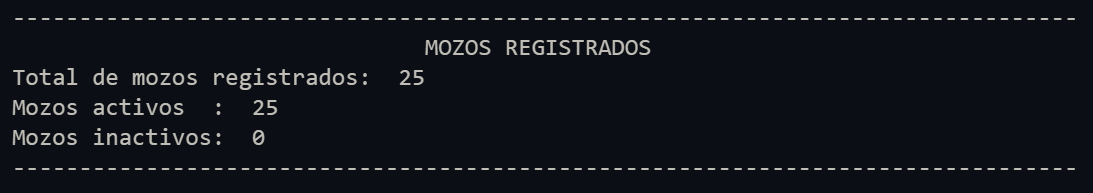 --------------------------------------------------------------------------------
MOZOS REGISTRADOS
Total de mozos registrados:  25
Mozos activos  :  25
Mozos inactivos:  0
--------------------------------------------------------------------------------